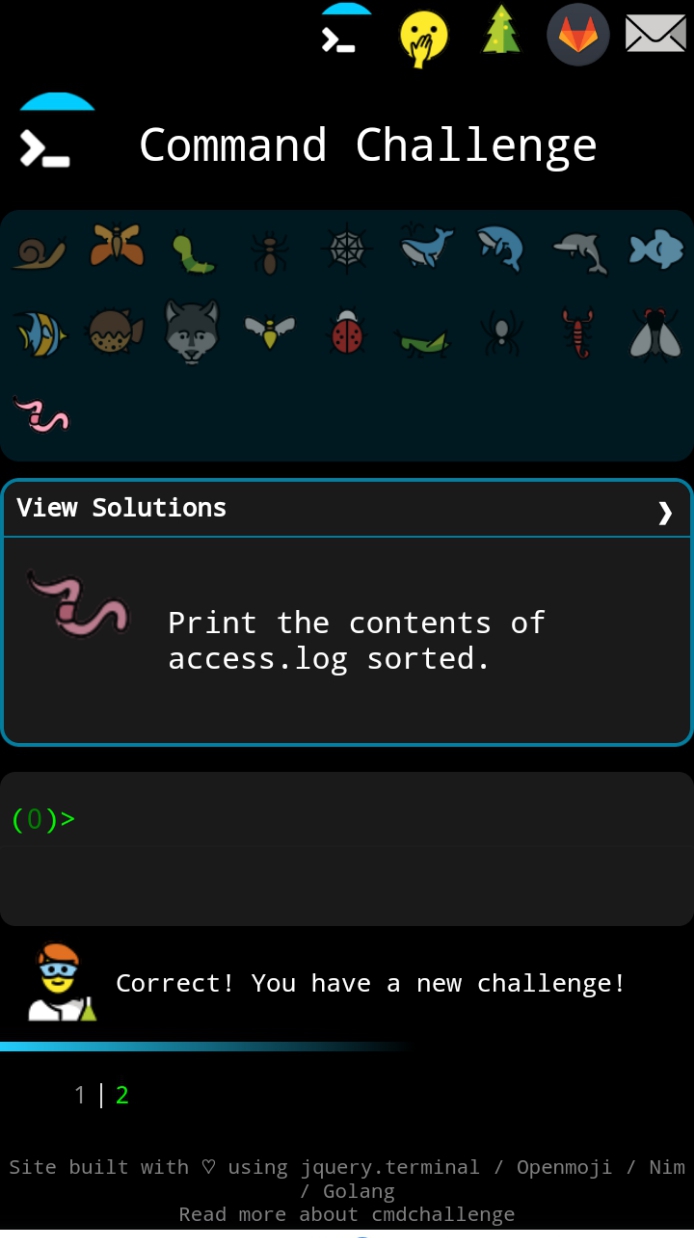 Command Challenge
View Solutions ❯
Print the contents of
access.log sorted.
(0)>
Correct! You have a new challenge!
1 | 2
Site built with ♡ using jquery.terminal / Openmoji / Nim
/ Golang
Read more about cmdchallenge